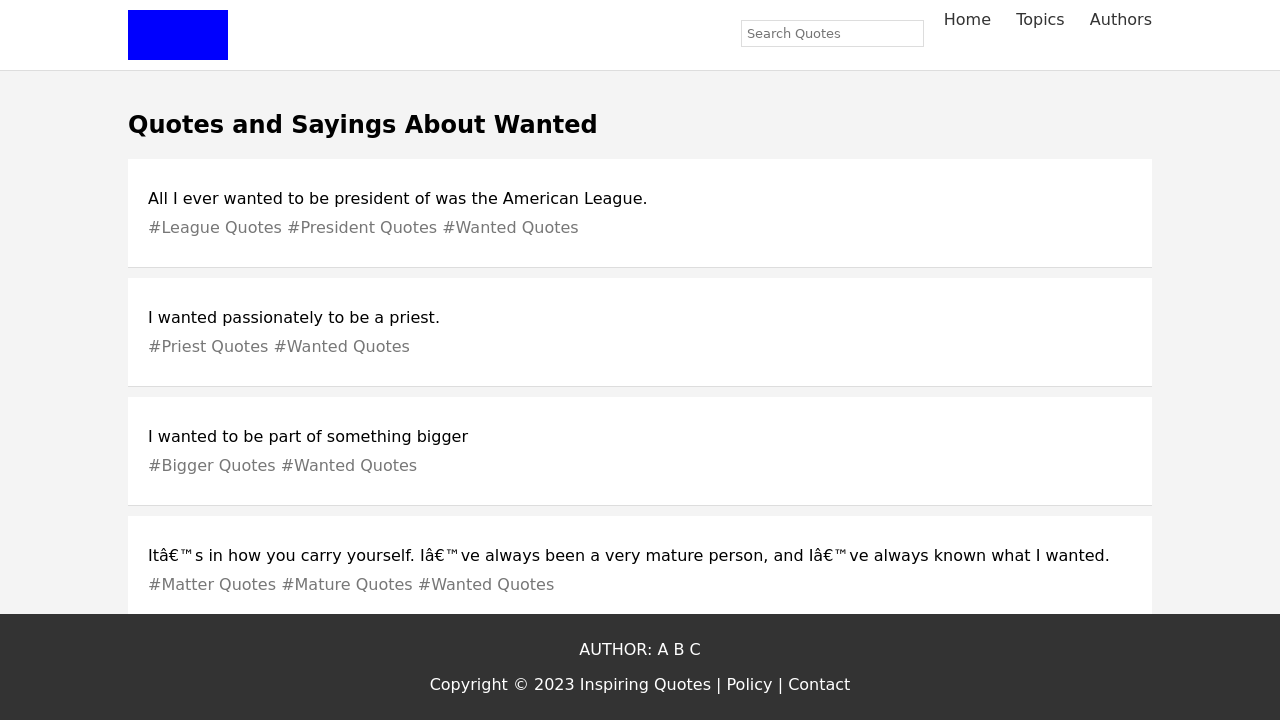 Search Quotes
Home Topics Authors
Quotes and Sayings About Wanted
All I ever wanted to be president of was the American League.
#League Quotes #President Quotes #Wanted Quotes
I wanted passionately to be a priest.
#Priest Quotes #Wanted Quotes
I wanted to be part of something bigger
#Bigger Quotes #Wanted Quotes
Itâ€™s in how you carry yourself. Iâ€™ve always been a very mature person, and Iâ€™ve always known what I wanted.
#Matter Quotes #Mature Quotes #Wanted Quotes
AUTHOR: A B C
Copyright © 2023 Inspiring Quotes | Policy | Contact